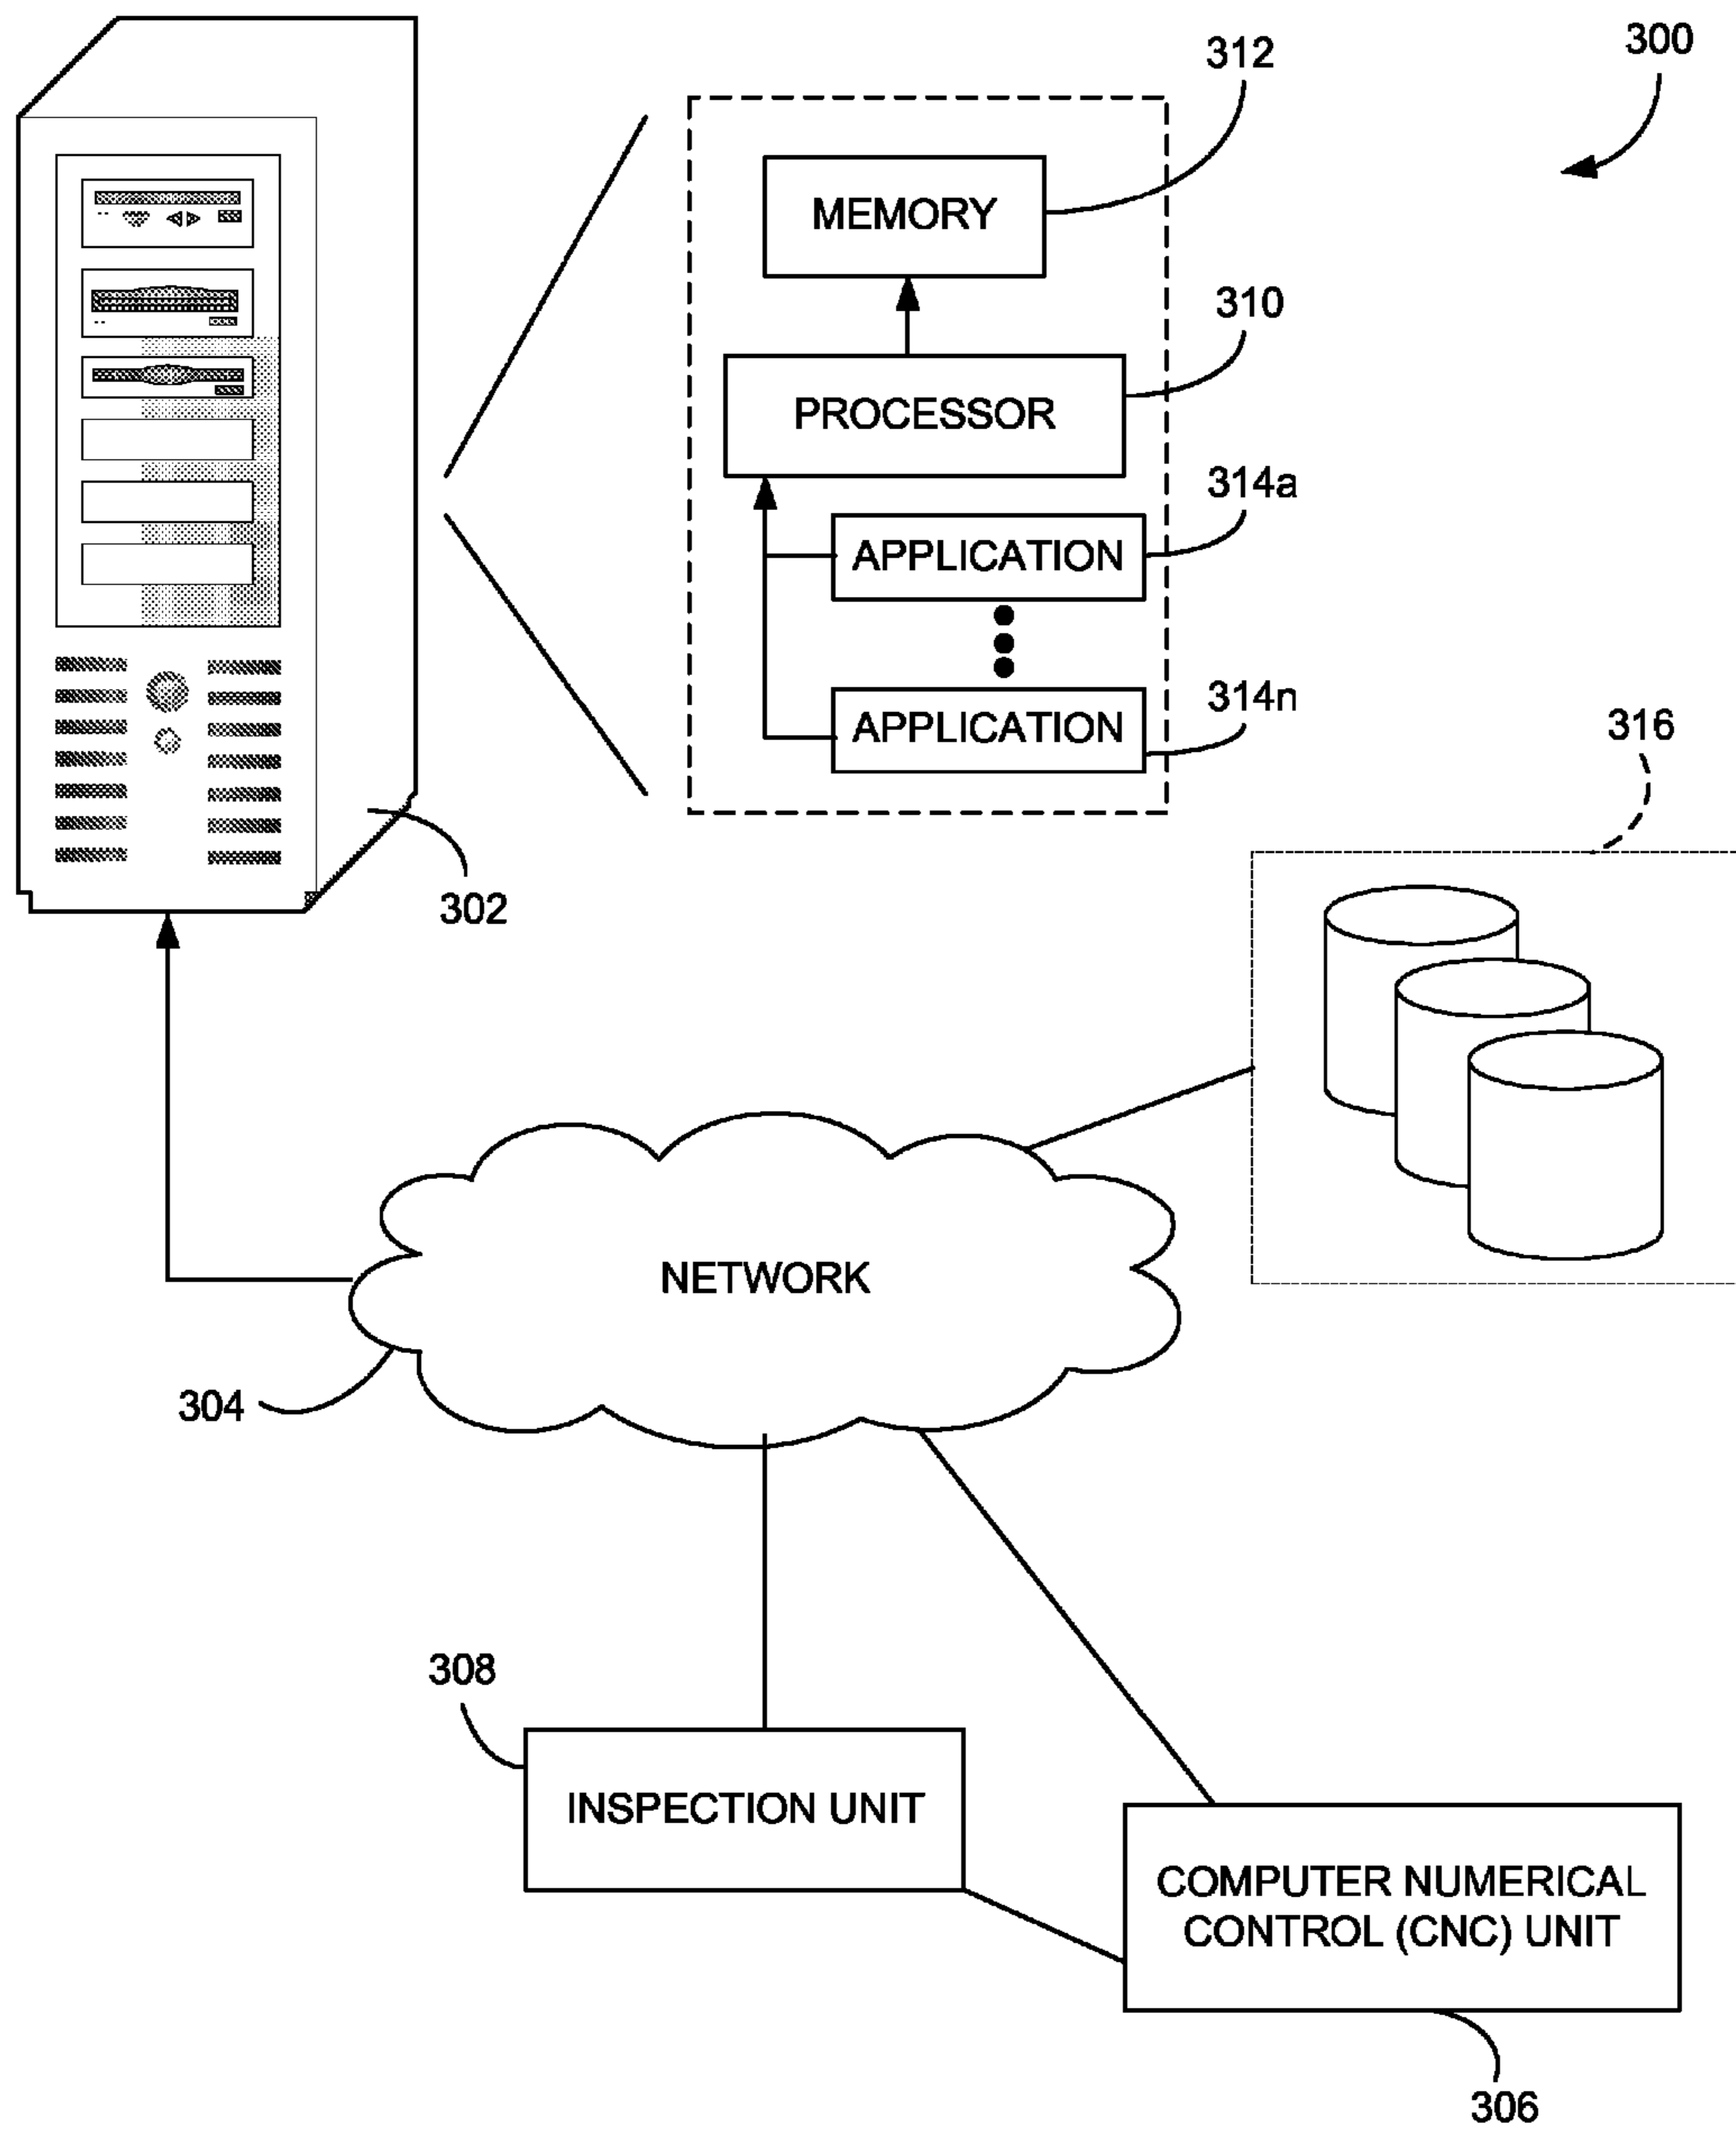 300
312
MEMORY
310
PROCESSOR
314a
APPLICATION
314n
APPLICATION
316
302
NETWORK
304
308
INSPECTION UNIT
COMPUTER NUMERICAL
CONTROL (CNC) UNIT
306